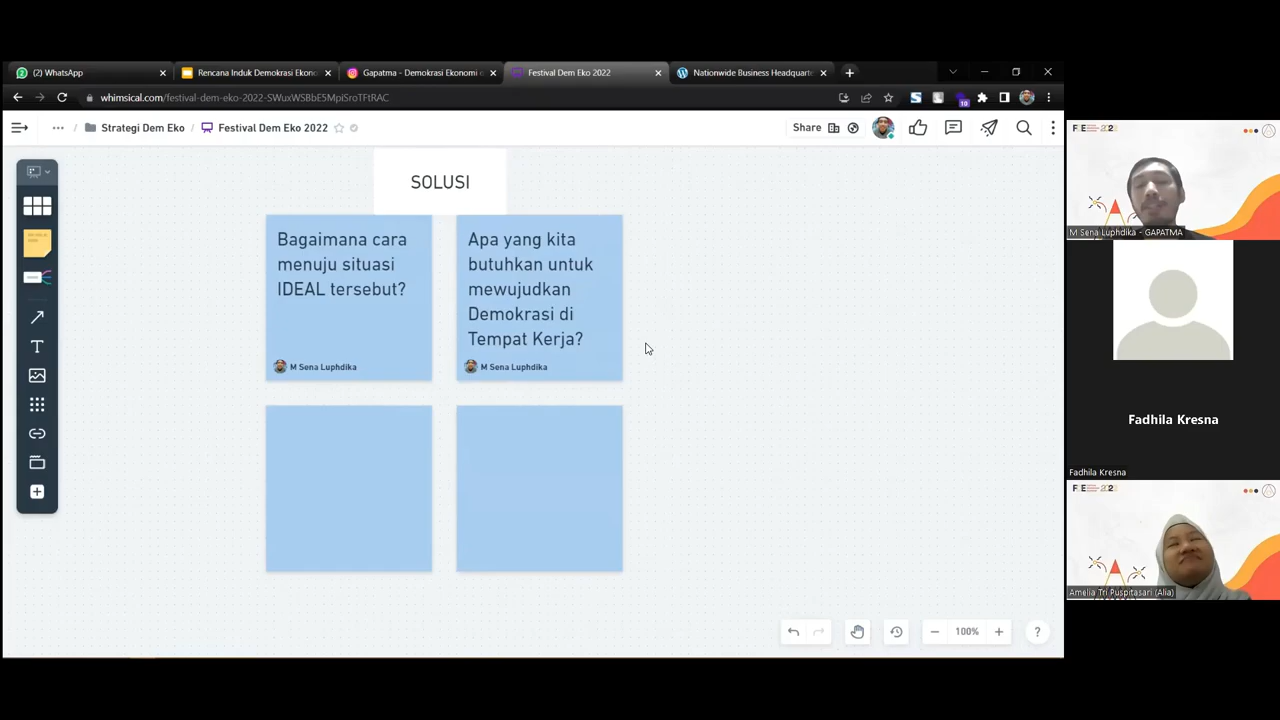 (2) WhatsApp
Rencana Induk Demokrasi Ekono
Gapatma - Demokrasi Ekonomi
Festival Dem Eko 2022
Nationwide Business Headquarte
whimsical.com/festival-dem-eko-2022-SWuxWSBbE5MpiSroTFtRAC
Strategi Dem Eko / Festival Dem Eko 2022
Share
SOLUSI
Bagaimana cara
menuju situasi
IDEAL tersebut?
M Sena Luphdika
Apa yang kita
butuhkan untuk
mewujudkan
Demokrasi di
Tempat Kerja?
M Sena Luphdika
100%
?
M Sena Luphdika - GAPATMA
Fadhila Kresna
Fadhila Kresna
Amelia Tri Puspitasari (Alia)